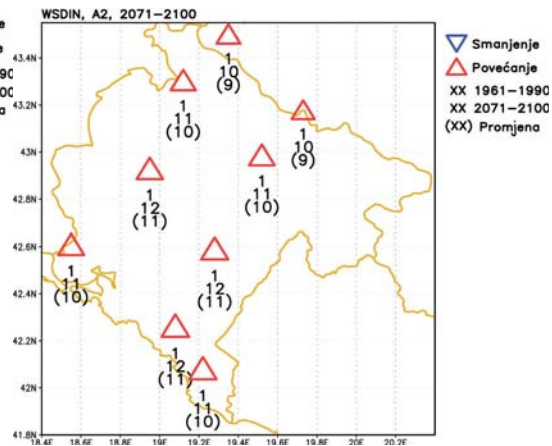 WSDIN, A2, 2071-2100
43.4N
43.2N
43N
42.8N
42.6N
42.4N
42.2N
42N
41.8N
18.4E 18.6E 18.8E 19E 19.2E 19.4E 19.6E 19.8E 20E 20.2E
1
10
(9)
1
11
(10)
1
10
(9)
1
11
(10)
1
12
(11)
1
11
(10)
1
12
(11)
1
12
(11)
1
11
(10)
Smanjenje
Povećanje
XX 1961-1990
XX 2071-2100
(XX) Promjena